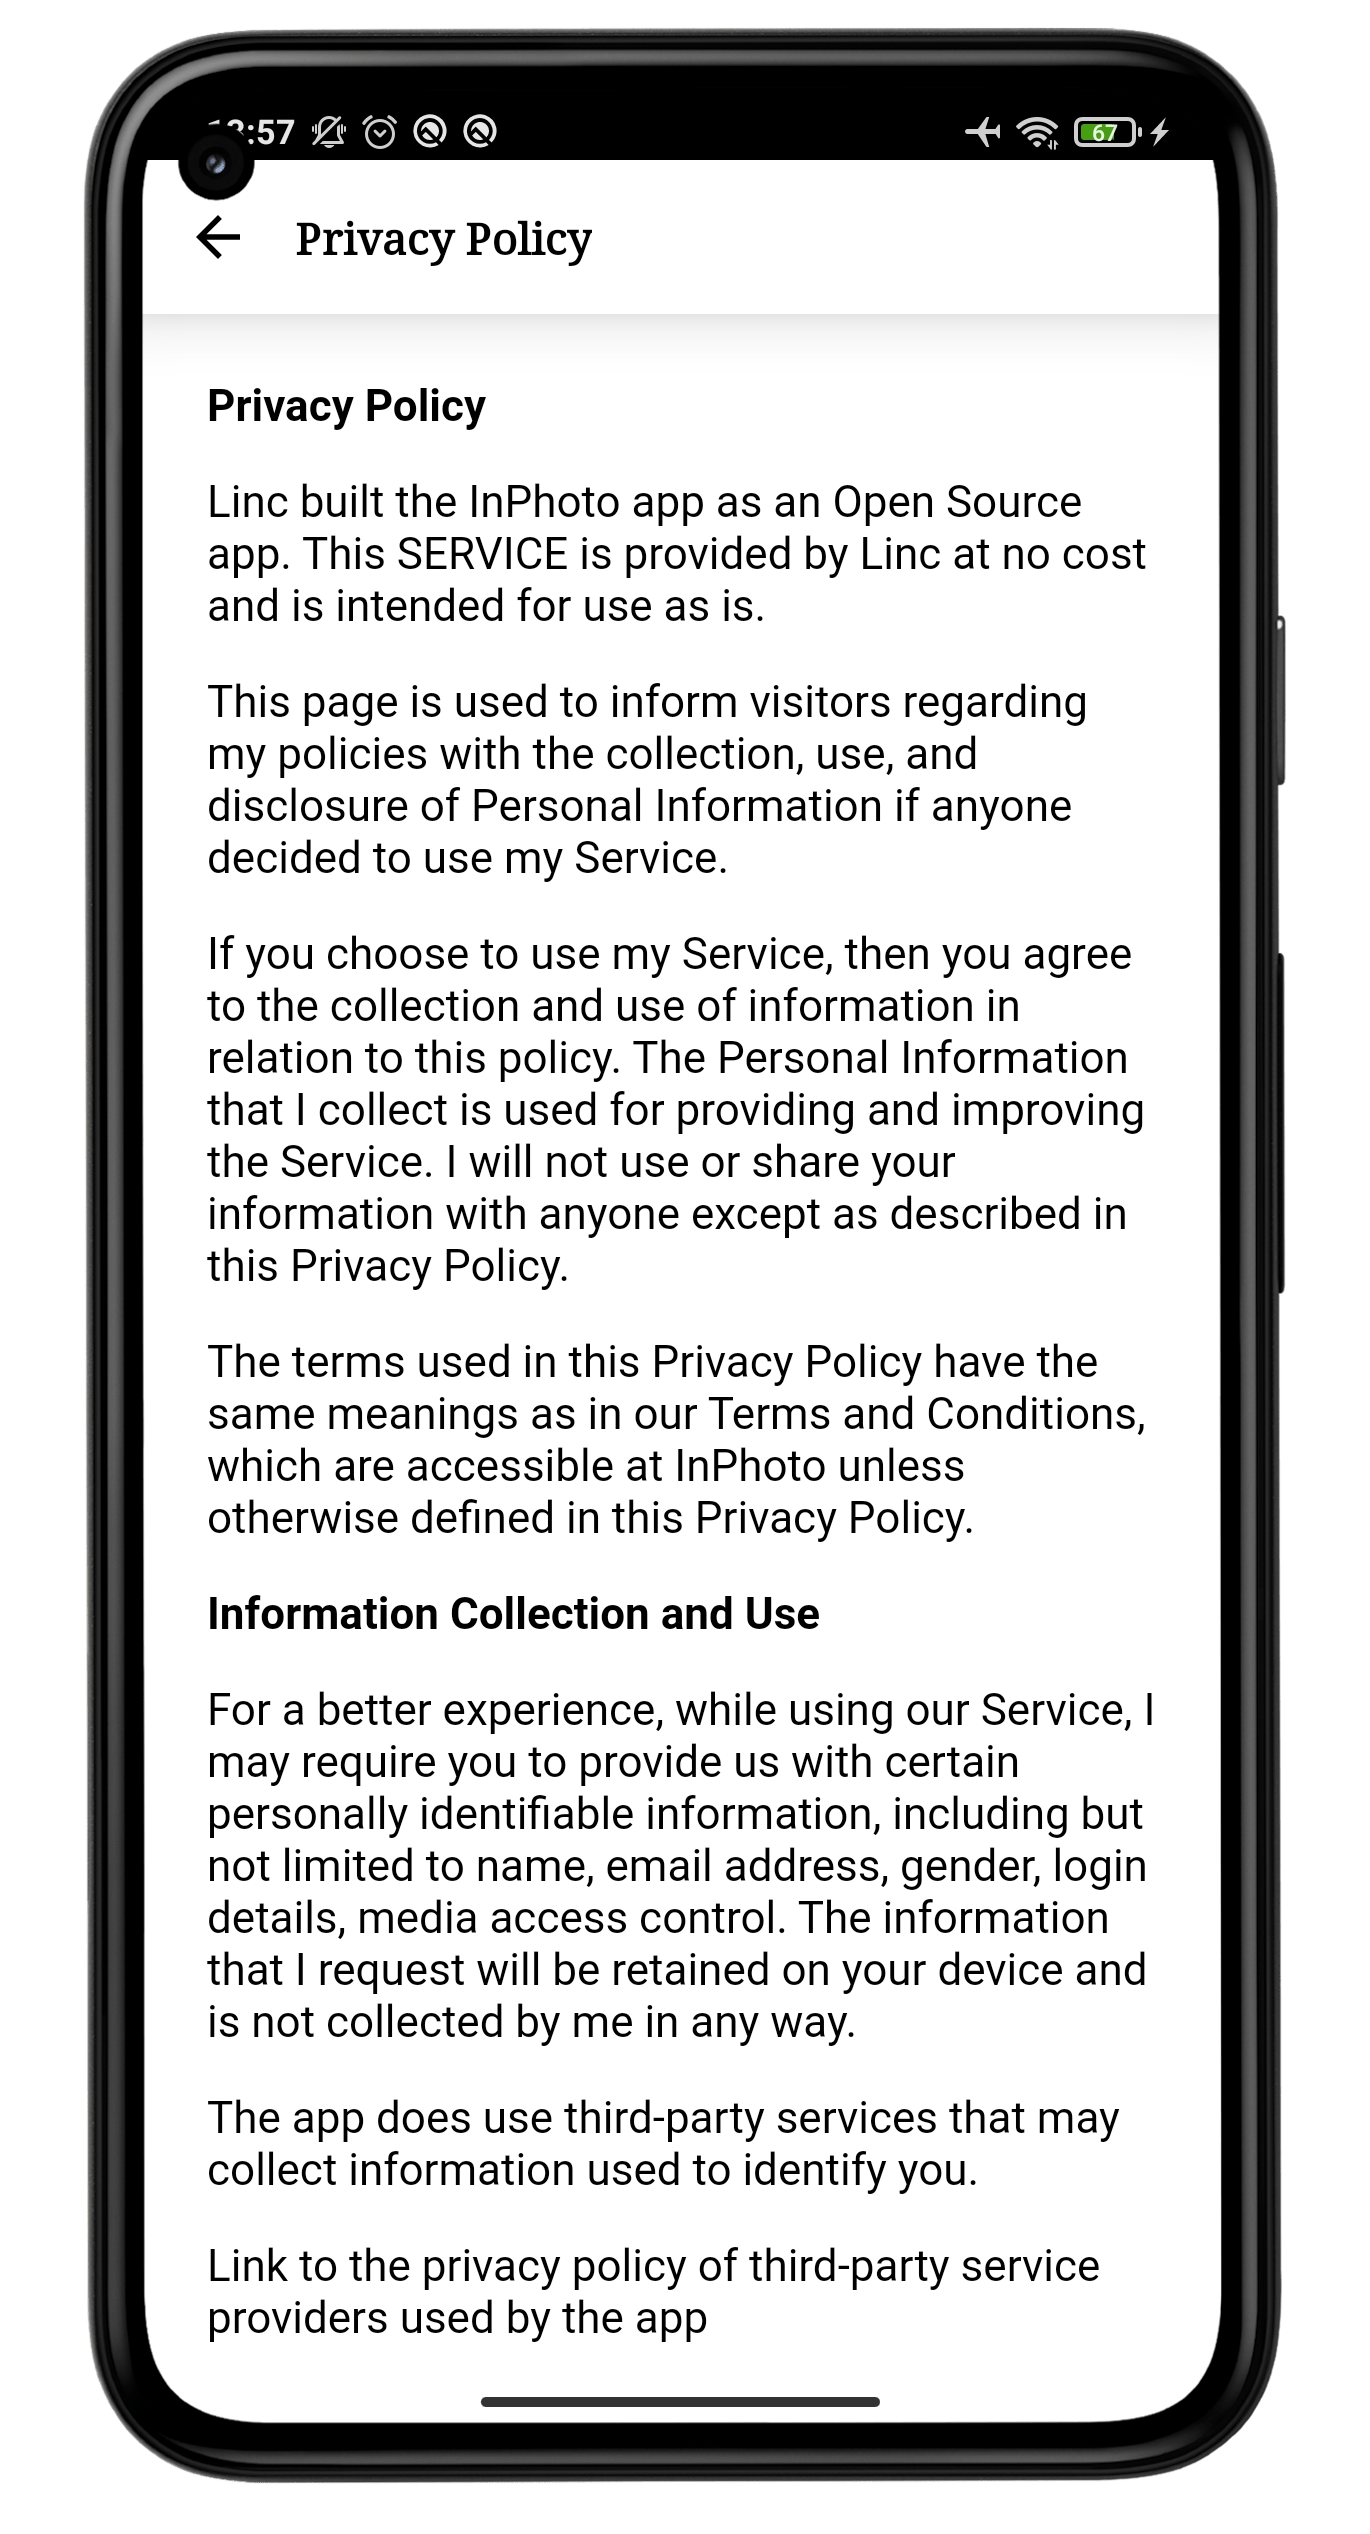 :57
67
Privacy Policy
Privacy Policy
Linc built the InPhoto app as an Open Source
app. This SERVICE is provided by Linc at no cost
and is intended for use as is.
This page is used to inform visitors regarding
my policies with the collection, use, and
disclosure of Personal Information if anyone
decided to use my Service.
If you choose to use my Service, then you agree
to the collection and use of information in
relation to this policy. The Personal Information
that I collect is used for providing and improving
the Service. I will not use or share your
information with anyone except as described in
this Privacy Policy.
The terms used in this Privacy Policy have the
same meanings as in our Terms and Conditions,
which are accessible at InPhoto unless
otherwise defined in this Privacy Policy.
Information Collection and Use
For a better experience, while using our Service, I
may require you to provide us with certain
personally identifiable information, including but
not limited to name, email address, gender, login
details, media access control. The information
that I request will be retained on your device and
is not collected by me in any way.
The app does use third-party services that may
collect information used to identify you.
Link to the privacy policy of third-party service
providers used by the app